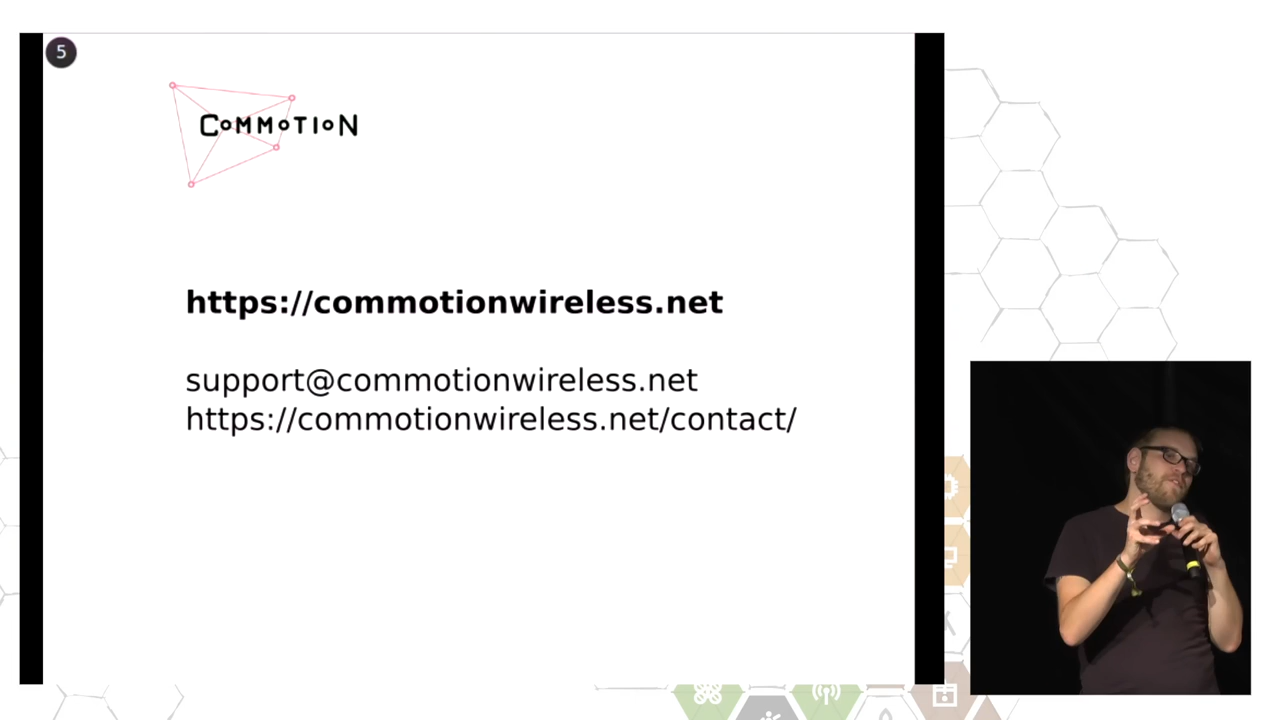 5
COMMOTION
https://commotionwireless.net
support@commotionwireless.net
https://commotionwireless.net/contact/